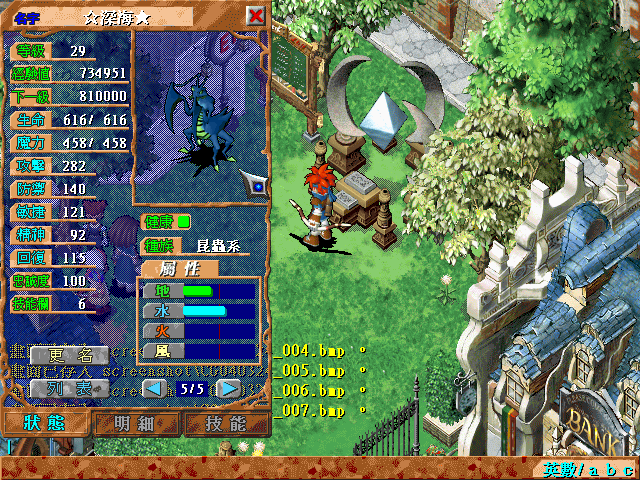 名字 ☆深海★
等級 29
經驗值 734951
下一級 810000
生命 616/ 616
魔力 458/ 458
攻擊 282
防禦 140
敏捷 121
精神 92
回復 115
忠誠度 100
技能欄 6
健康
種族 昆蟲系
屬性
地
水
火
風
_004.bmp 。
_005.bmp 。
_006.bmp 。
_007.bmp 。
更名
列表
5/5
狀態 明細 技能
BANK
英數/abc